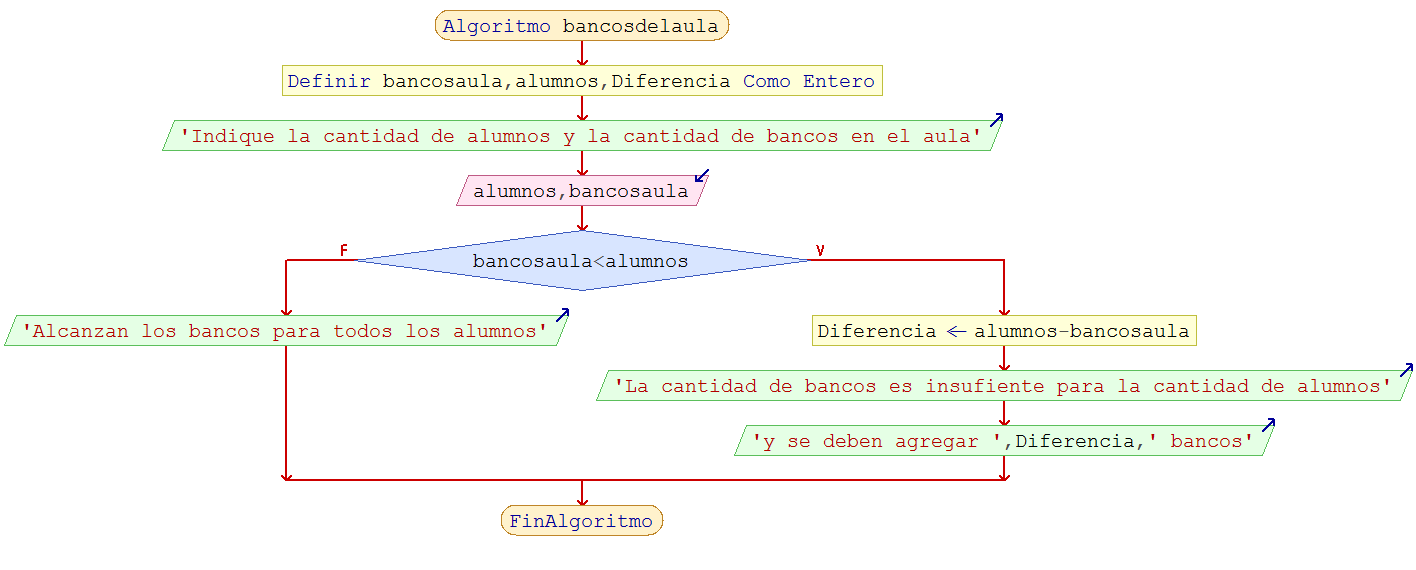 Algoritmo bancosdelaula
Definir bancosaula,alumnos,Diferencia Como Entero
'Indique la cantidad de alumnos y la cantidad de bancos en el aula'
alumnos,bancosaula
F
V
bancosaula<alumnos
'Alcanzan los bancos para todos los alumnos'
Diferencia ← alumnos-bancosaula
'La cantidad de bancos es insufiente para la cantidad de alumnos'
'y se deben agregar ',Diferencia,' bancos'
FinAlgoritmo